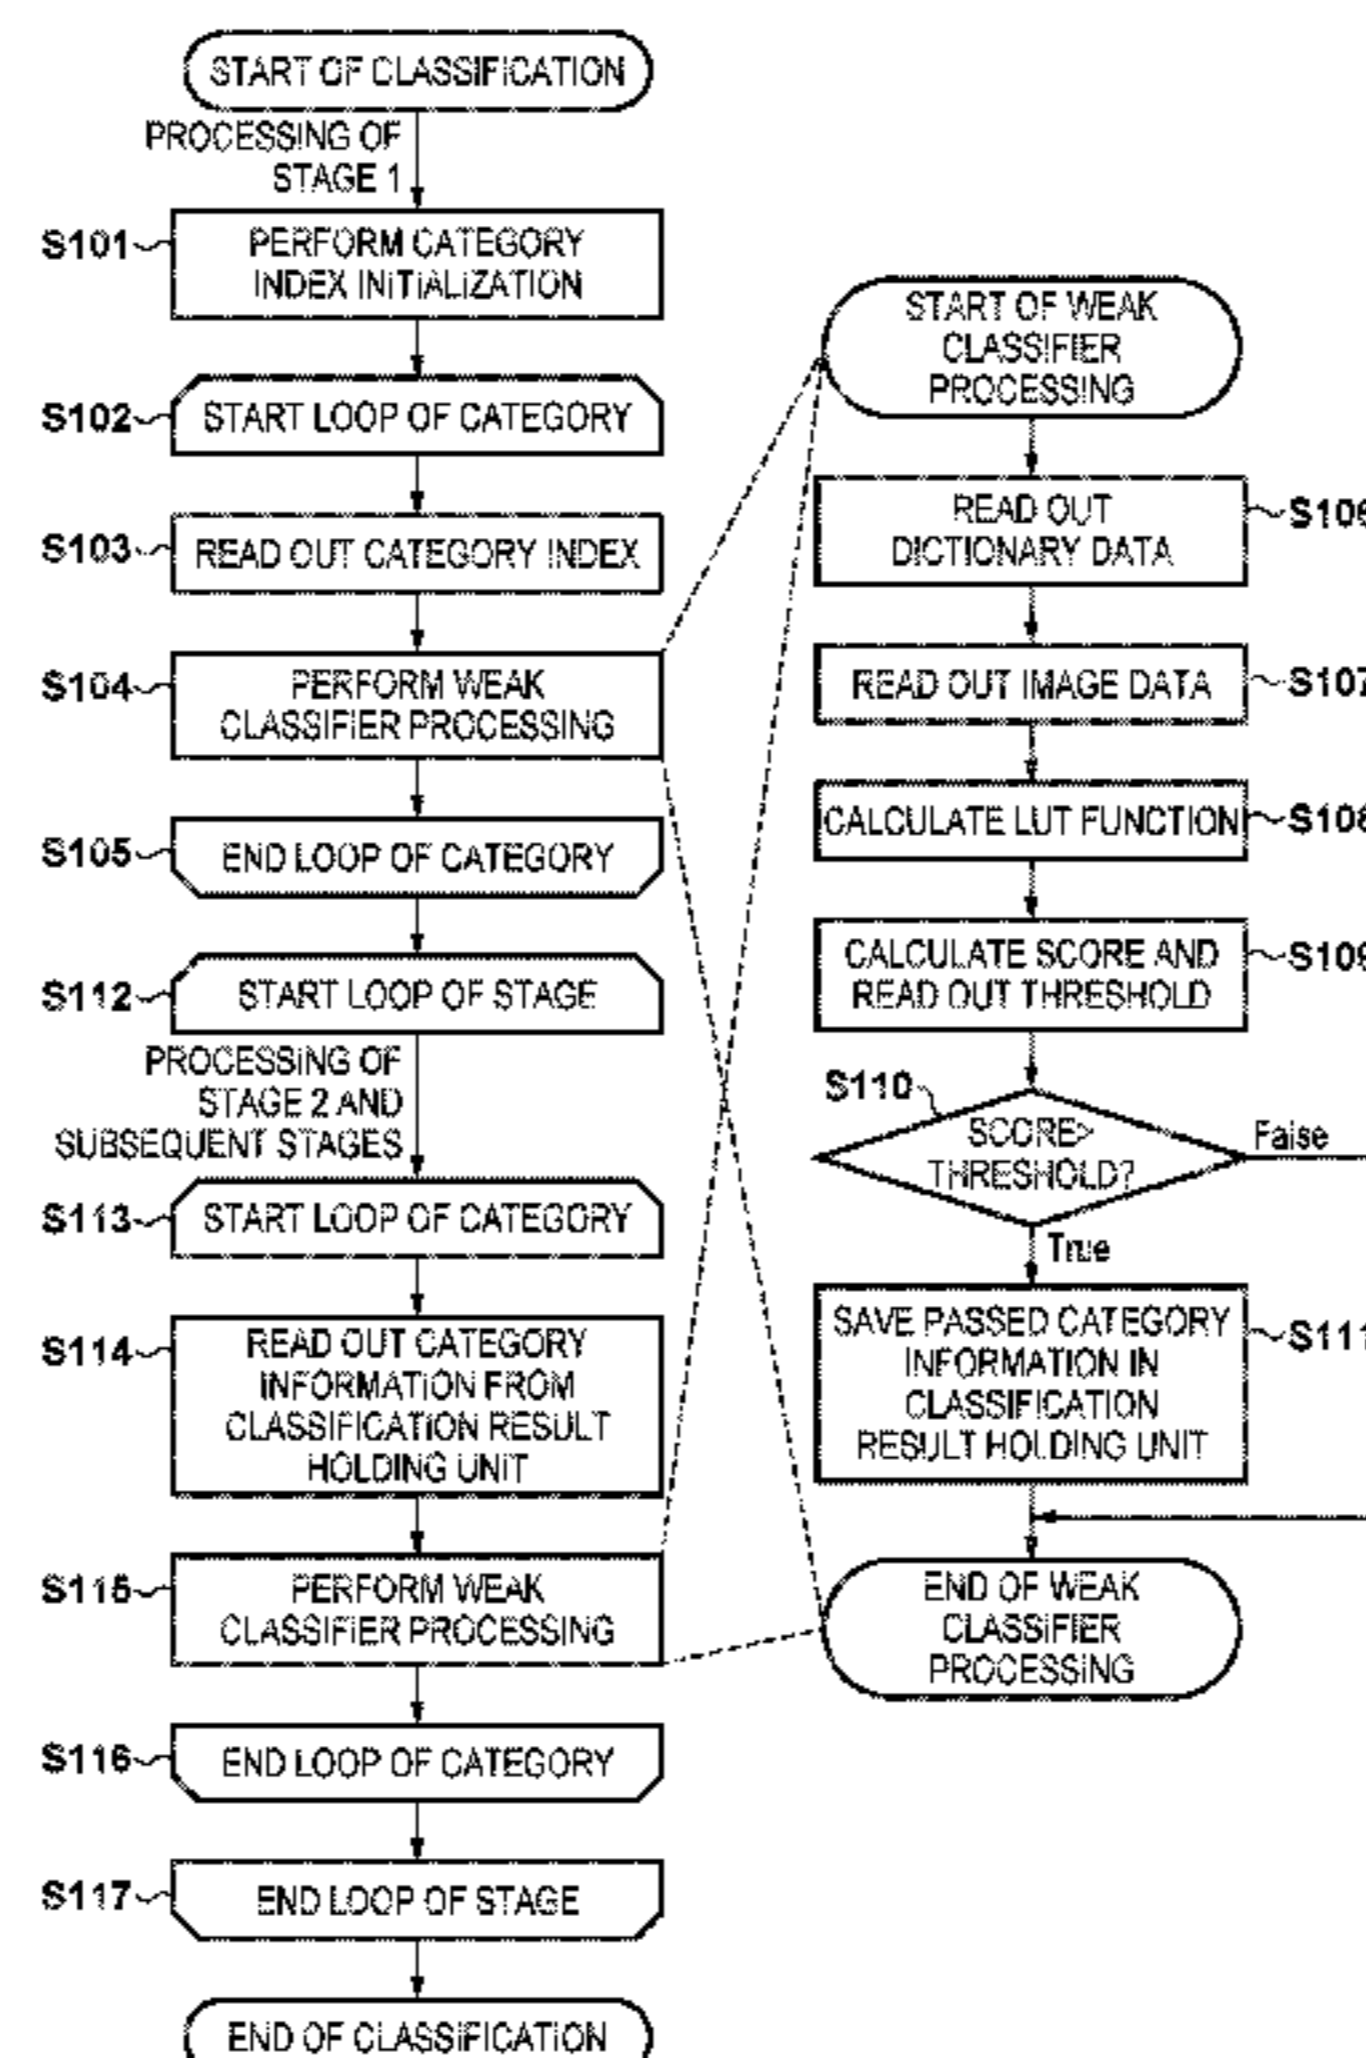 START OF CLASSIFICATION
PROCESSING OF
STAGE 1
S101
PERFORM CATEGORY
INDEX INITIALIZATION
S102
START LOOP OF CATEGORY
S103
READ OUT CATEGORY INDEX
S104
PERFORM WEAK
CLASSIFIER PROCESSING
S105
END LOOP OF CATEGORY
S112
START LOOP OF STAGE
PROCESSING OF
STAGE 2 AND
SUBSEQUENT STAGES
S113
START LOOP OF CATEGORY
S114
READ OUT CATEGORY
INFORMATION FROM
CLASSIFICATION RESULT
HOLDING UNIT
S115
PERFORM WEAK
CLASSIFIER PROCESSING
S116
END LOOP OF CATEGORY
S117
END LOOP OF STAGE
END OF CLASSIFICATION
START OF WEAK
CLASSIFIER
PROCESSING
READ OUT
DICTIONARY DATA
S106
READ OUT IMAGE DATA
S107
CALCULATE LUT FUNCTION
S108
CALCULATE SCORE AND
READ OUT THRESHOLD
S109
S110
SCORE>
THRESHOLD?
False
True
SAVE PASSED CATEGORY
INFORMATION IN
CLASSIFICATION
RESULT HOLDING UNIT
S111
END OF WEAK
CLASSIFIER
PROCESSING